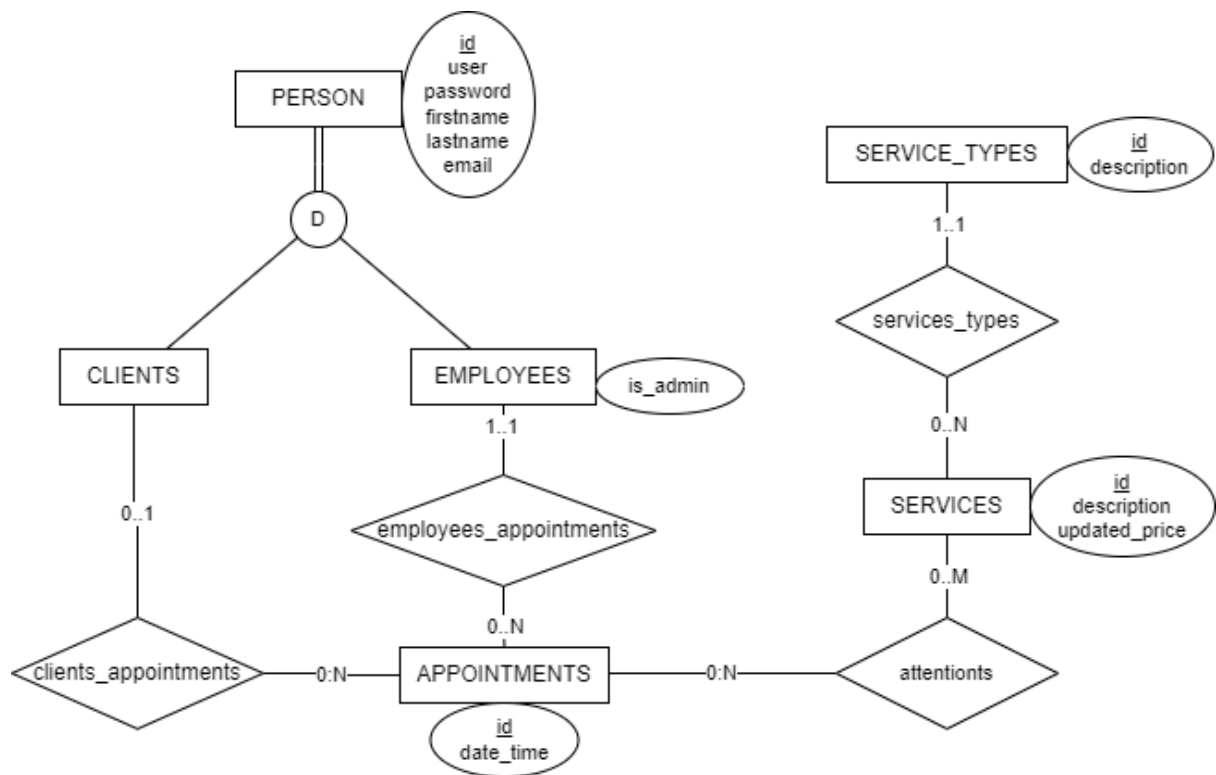 id
user
password
firstname
lastname
email
PERSON
D
CLIENTS
EMPLOYEES
is_admin
0..1
1..1
clients_appointments
employees_appointments
0:N
0..N
APPOINTMENTS
id
date_time
SERVICE_TYPES
id
description
1..1
services_types
0..N
SERVICES
id
description
updated_price
0..M
attentionts
0:N